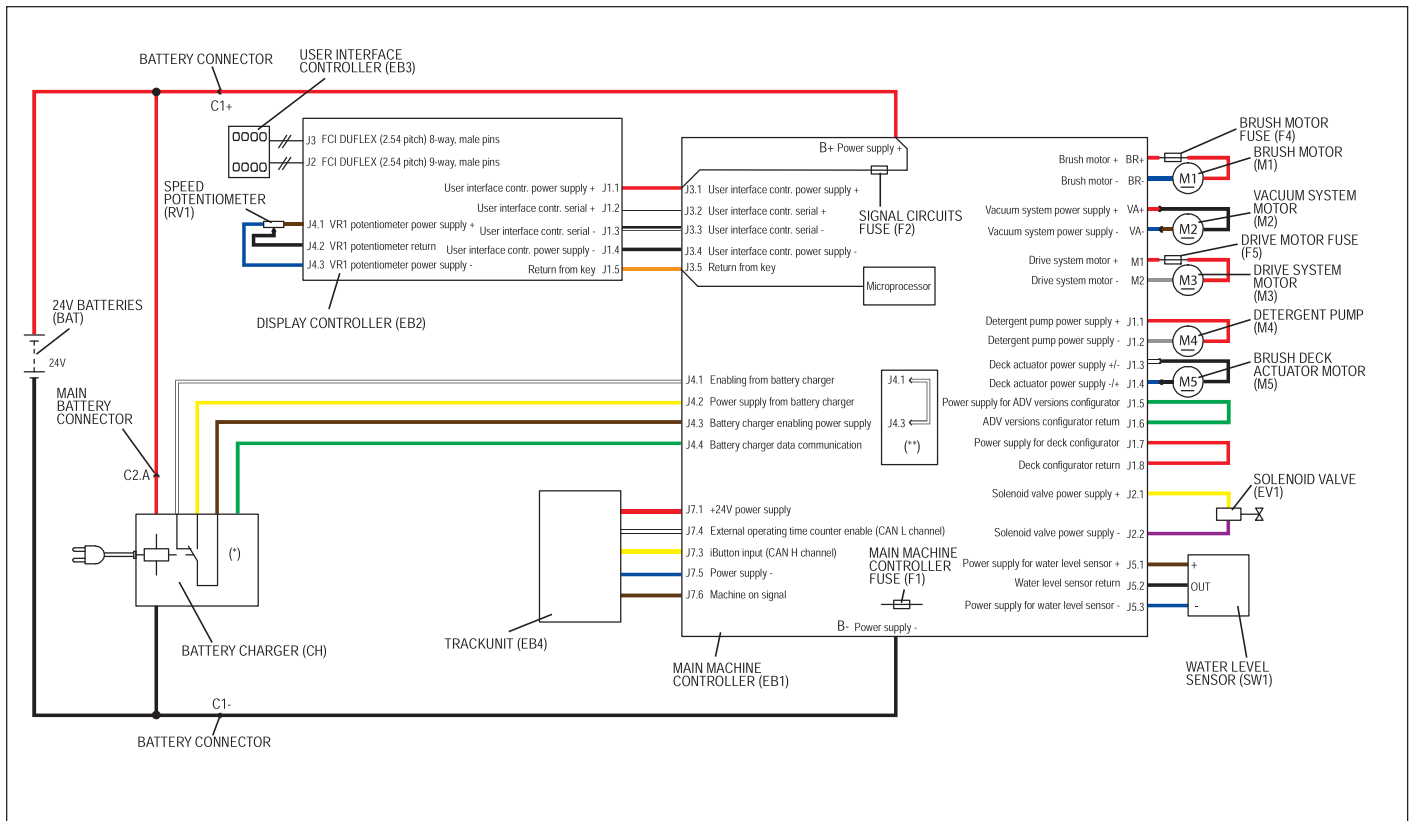 BATTERY CONNECTOR
USER INTERFACE
CONTROLLER (EB3)
C1+
J3 FCI DUFLEX (2.54 pitch) 8-way, male pins
J2 FCI DUFLEX (2.54 pitch) 9-way, male pins
SPEED
POTENTIOMETER
(RV1)
User interface contr. power supply + J1.1
User interface contr. serial + J1.2
User interface contr. serial - J1.3
User interface contr. power supply - J1.4
Return from key J1.5
J4.1 VR1 potentiometer power supply +
J4.2 VR1 potentiometer return
J4.3 VR1 potentiometer power supply -
DISPLAY CONTROLLER (EB2)
24V BATTERIES
(BAT)
24V
MAIN
BATTERY
CONNECTOR
C2.A
(*)
BATTERY CHARGER (CH)
C1-
BATTERY CONNECTOR
B+ Power supply +
J3.1 User interface contr. power supply +
J3.2 User interface contr. serial +
J3.3 User interface contr. serial -
J3.4 User interface contr. power supply -
J3.5 Return from key
SIGNAL CIRCUITS
FUSE (F2)
Microprocessor
J4.1 Enabling from battery charger
J4.2 Power supply from battery charger
J4.3 Battery charger enabling power supply
J4.4 Battery charger data communication
J4.1
J4.3
(**)
J7.1 +24V power supply
J7.4 External operating time counter enable (CAN L channel)
J7.3 iButton input (CAN H channel)
J7.5 Power supply -
J7.6 Machine on signal
TRACKUNIT (EB4)
MAIN MACHINE
CONTROLLER
FUSE (F1)
B- Power supply -
MAIN MACHINE
CONTROLLER (EB1)
Brush motor + BR+
Brush motor - BR-
Vacuum system power supply + VA+
Vacuum system power supply - VA-
Drive system motor + M1
Drive system motor - M2
Detergent pump power supply + J1.1
Detergent pump power supply - J1.2
Deck actuator power supply +/- J1.3
Deck actuator power supply -/+ J1.4
Power supply for ADV versions configurator J1.5
ADV versions configurator return J1.6
Power supply for deck configurator J1.7
Deck configurator return J1.8
Solenoid valve power supply + J2.1
Solenoid valve power supply - J2.2
Power supply for water level sensor + J5.1
Water level sensor return J5.2
Power supply for water level sensor - J5.3
M1
M2
M3
M4
M5
BRUSH MOTOR
FUSE (F4)
BRUSH MOTOR
(M1)
VACUUM SYSTEM
MOTOR
(M2)
DRIVE MOTOR FUSE
(F5)
DRIVE SYSTEM
MOTOR
(M3)
DETERGENT PUMP
(M4)
BRUSH DECK
ACTUATOR MOTOR
(M5)
SOLENOID VALVE
(EV1)
+
OUT
-
WATER LEVEL
SENSOR (SW1)